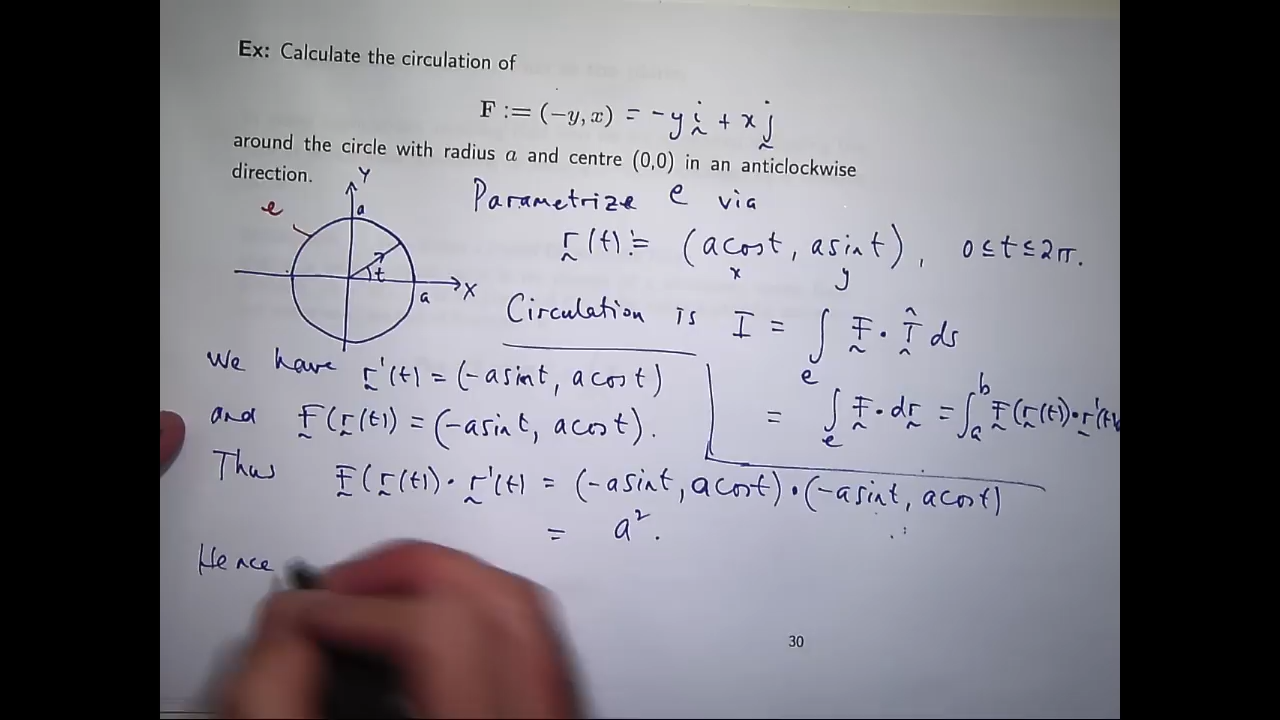 Ex: Calculate the circulation of
F := (−y, x) = -y i + x j
around the circle with radius a and centre (0,0) in an anticlockwise
direction.
y
a
e
t
a
x
Parametrize e via
r(t) := (a cos t, a sin t), 0 ≤ t ≤ 2π.
x y
Circulation is I = ∫e F · T̂ ds
= ∫e F · dr = ∫a^b F(r(t)) · r'(t)
We have r'(t) = (-a sin t, a cos t)
and F(r(t)) = (-a sin t, a cos t).
Thus F(r(t)) · r'(t) = (-a sin t, a cos t) · (-a sin t, a cos t)
= a².
Hence
30